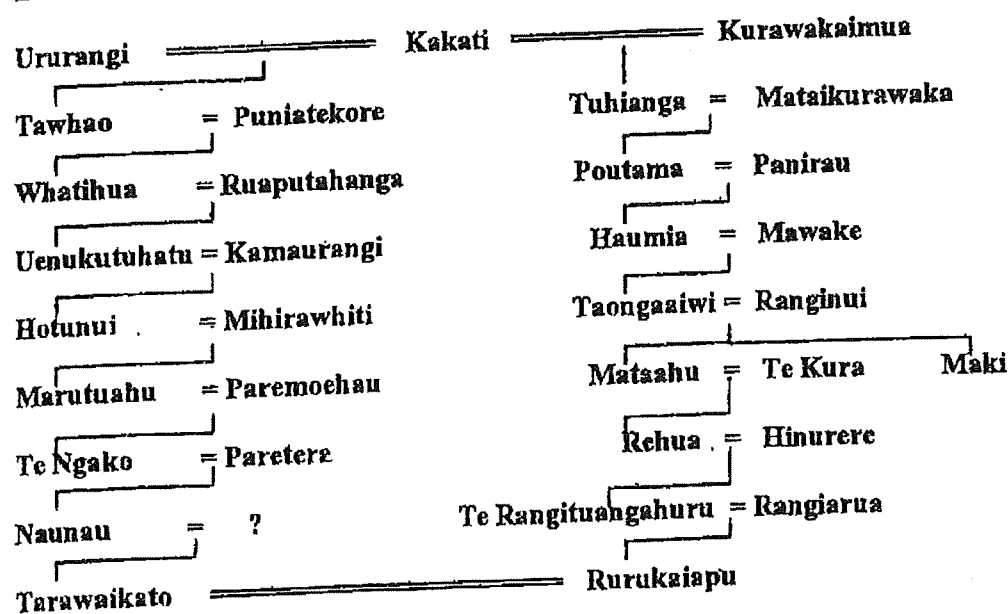 Ururangi Kakati Kurawakaimua
Tawhao = Puniatekore Tuhianga = Mataikurawaka
Whatihua = Ruaputahanga Poutama = Panirau
Uenukutuhatu = Kamaurangi Haumia = Mawake
Hotunui = Mihirawhiti Taongaaiwi = Ranginui
Marutuahu = Paremoehau Mataahu = Te Kura Maki
Te Ngako = Paretera Rehua = Hinurere
Naunau = ? Te Rangituangahuru = Rangiarua
Tarawaikato Rurukaiapu